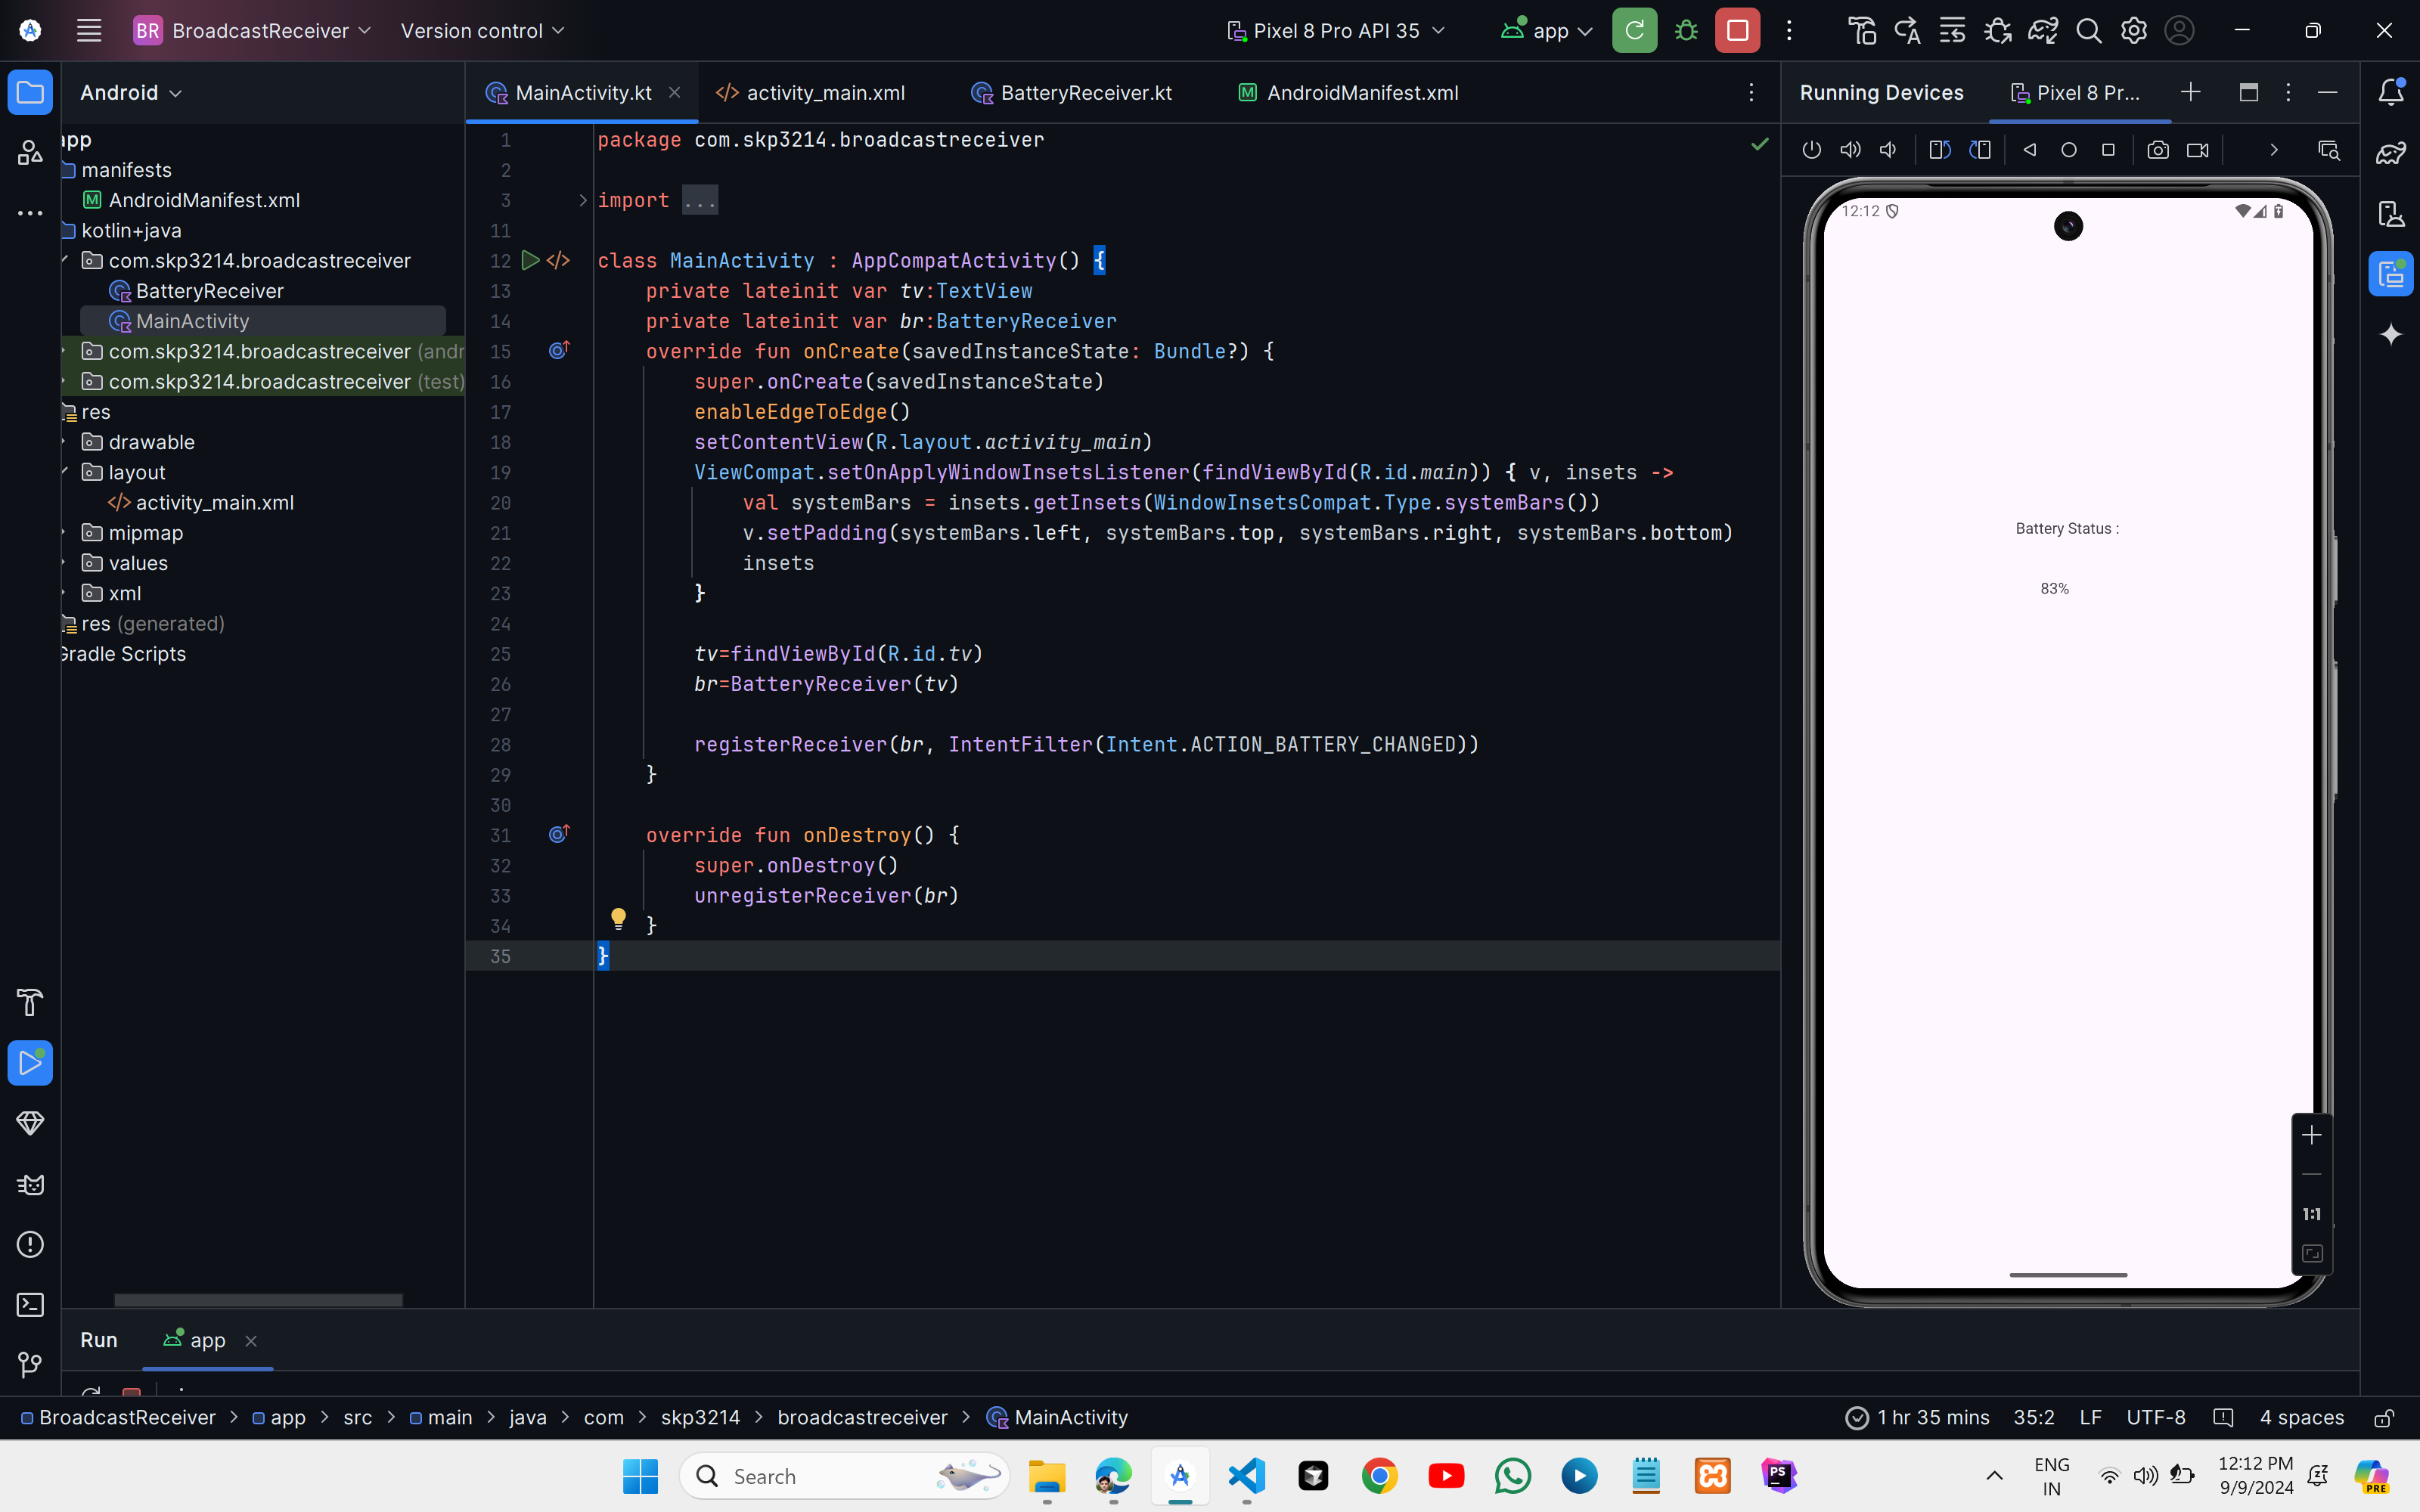 BR BroadcastReceiver Version control Pixel 8 Pro API 35 app
Android MainActivity.kt activity_main.xml BatteryReceiver.kt AndroidManifest.xml Running Devices Pixel 8 Pr...
app
manifests
AndroidManifest.xml
kotlin+java
com.skp3214.broadcastreceiver
BatteryReceiver
MainActivity
com.skp3214.broadcastreceiver (andr
com.skp3214.broadcastreceiver (test)
res
drawable
layout
activity_main.xml
mipmap
values
xml
res (generated)
Gradle Scripts
1 package com.skp3214.broadcastreceiver
2
3 import ...
11
12 class MainActivity : AppCompatActivity() {
13 private lateinit var tv:TextView
14 private lateinit var br:BatteryReceiver
15 override fun onCreate(savedInstanceState: Bundle?) {
16 super.onCreate(savedInstanceState)
17 enableEdgeToEdge()
18 setContentView(R.layout.activity_main)
19 ViewCompat.setOnApplyWindowInsetsListener(findViewById(R.id.main)) { v, insets ->
20 val systemBars = insets.getInsets(WindowInsetsCompat.Type.systemBars())
21 v.setPadding(systemBars.left, systemBars.top, systemBars.right, systemBars.bottom)
22 insets
23 }
24
25 tv=findViewById(R.id.tv)
26 br=BatteryReceiver(tv)
27
28 registerReceiver(br, IntentFilter(Intent.ACTION_BATTERY_CHANGED))
29 }
30
31 override fun onDestroy() {
32 super.onDestroy()
33 unregisterReceiver(br)
34 }
35 }
12:12
Battery Status :
83%
1:1
Run app
BroadcastReceiver > app > src > main > java > com > skp3214 > broadcastreceiver > MainActivity 1 hr 35 mins 35:2 LF UTF-8 4 spaces
Search PS ENG IN 12:12 PM 9/9/2024 PRE